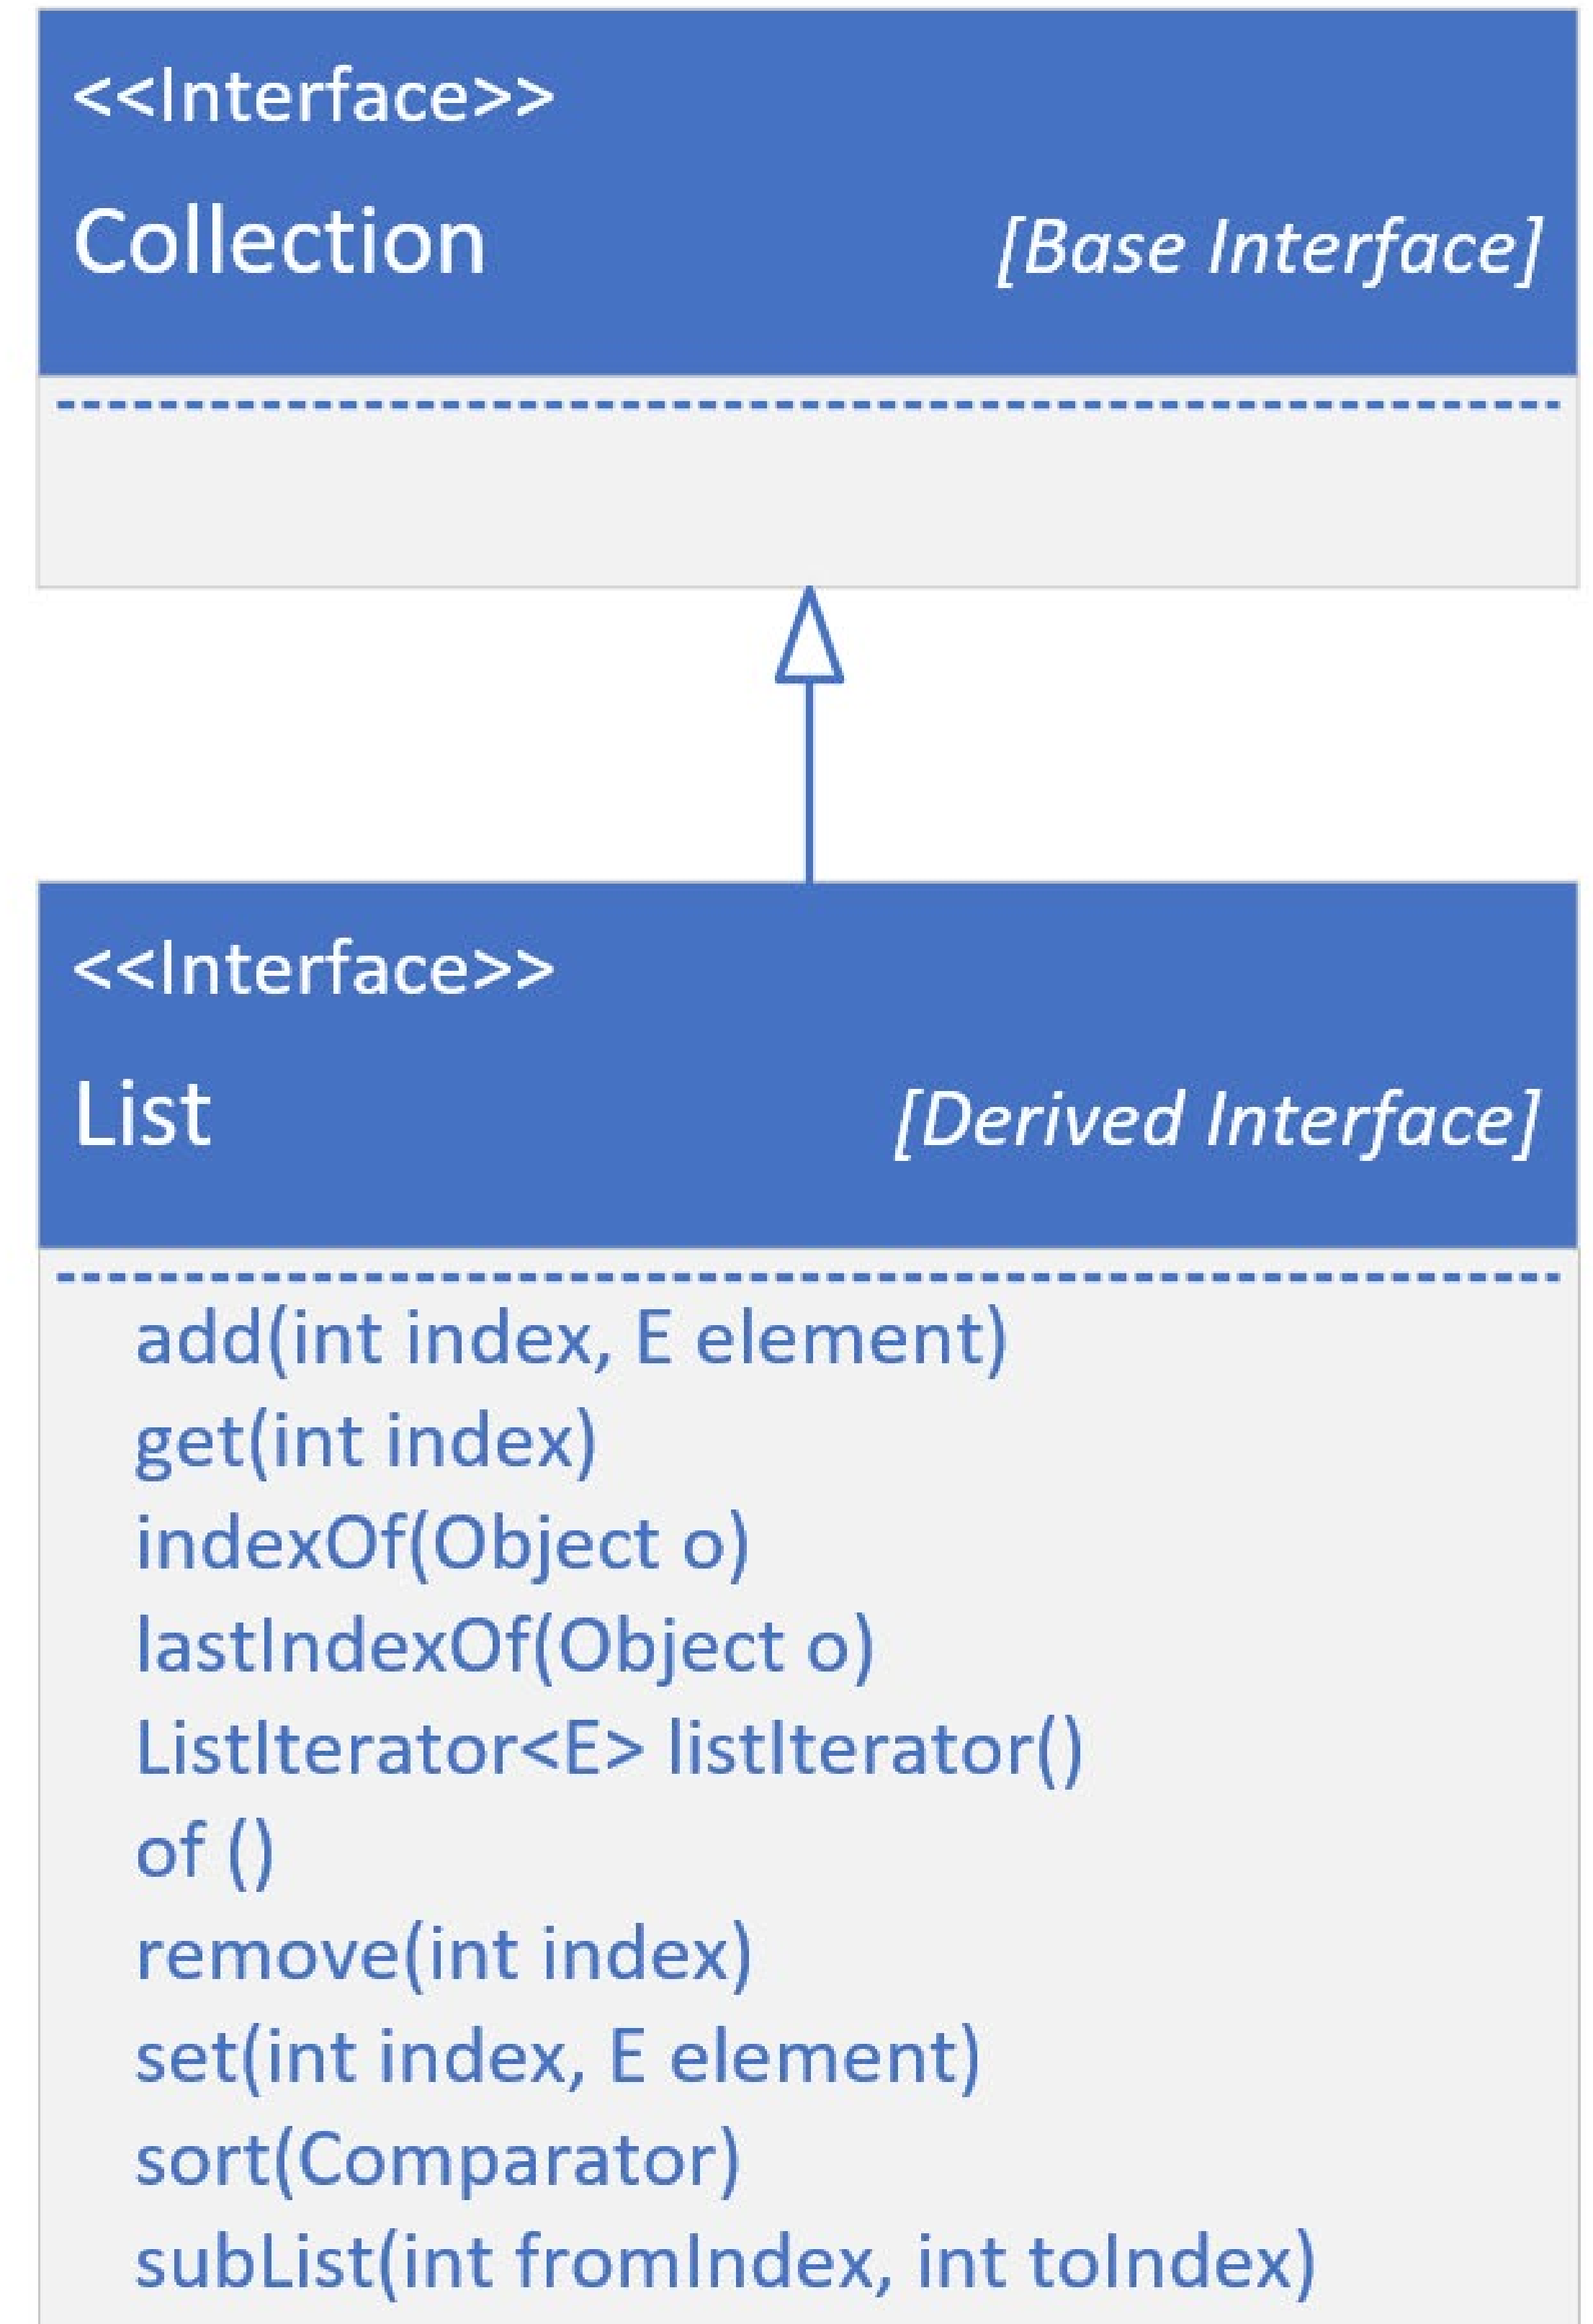 <<Interface>>
Collection [Base Interface]
<<Interface>>
List [Derived Interface]
add(int index, E element)
get(int index)
indexOf(Object o)
lastIndexOf(Object o)
ListIterator<E> listIterator()
of ()
remove(int index)
set(int index, E element)
sort(Comparator)
subList(int fromIndex, int toIndex)